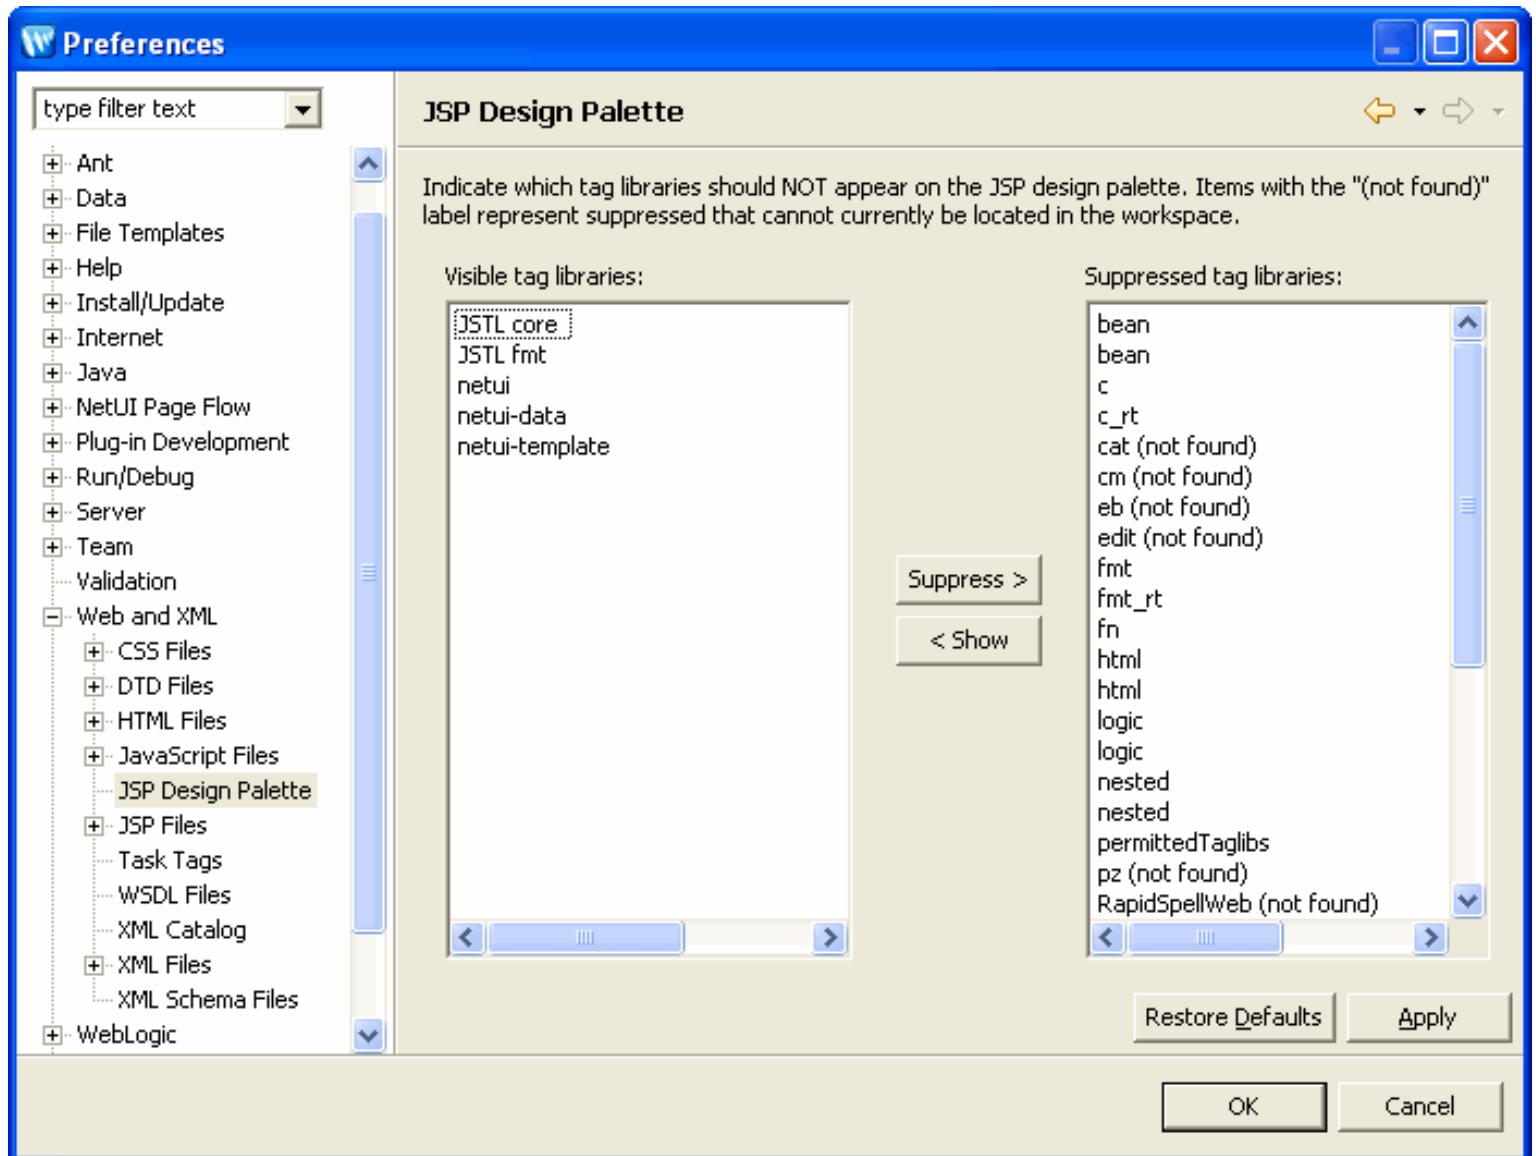 Preferences
type filter text
Ant
Data
File Templates
Help
Install/Update
Internet
Java
NetUI Page Flow
Plug-in Development
Run/Debug
Server
Team
Validation
Web and XML
CSS Files
DTD Files
HTML Files
JavaScript Files
JSP Design Palette
JSP Files
Task Tags
WSDL Files
XML Catalog
XML Files
XML Schema Files
WebLogic
JSP Design Palette
Indicate which tag libraries should NOT appear on the JSP design palette. Items with the "(not found)"
label represent suppressed that cannot currently be located in the workspace.
Visible tag libraries:
JSTL core
JSTL fmt
netui
netui-data
netui-template
Suppress >
< Show
Suppressed tag libraries:
bean
bean
c
c_rt
cat (not found)
cm (not found)
eb (not found)
edit (not found)
fmt
fmt_rt
fn
html
html
logic
logic
nested
nested
permittedTaglibs
pz (not found)
RapidSpellWeb (not found)
Restore Defaults
Apply
OK
Cancel